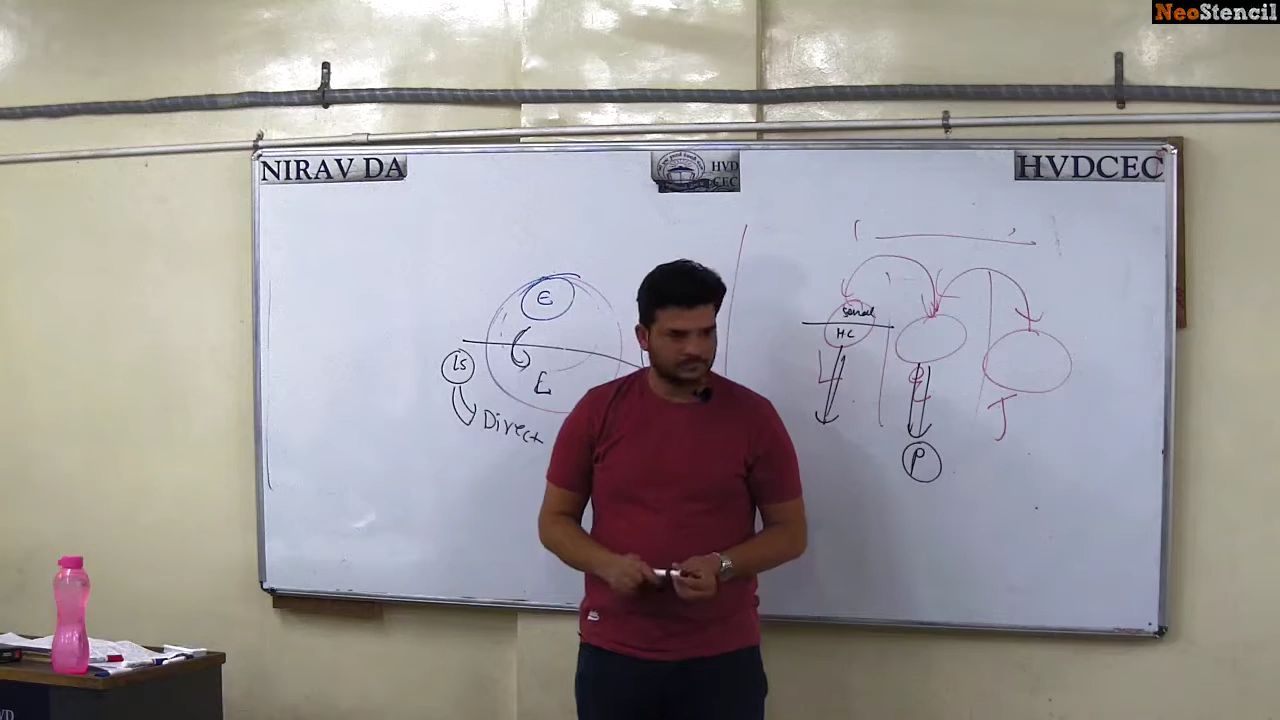 NeoStencil
NIRAV DA
HVD
CEC
HVDCEC
E
LS
L
Direct
HC
L
P
J